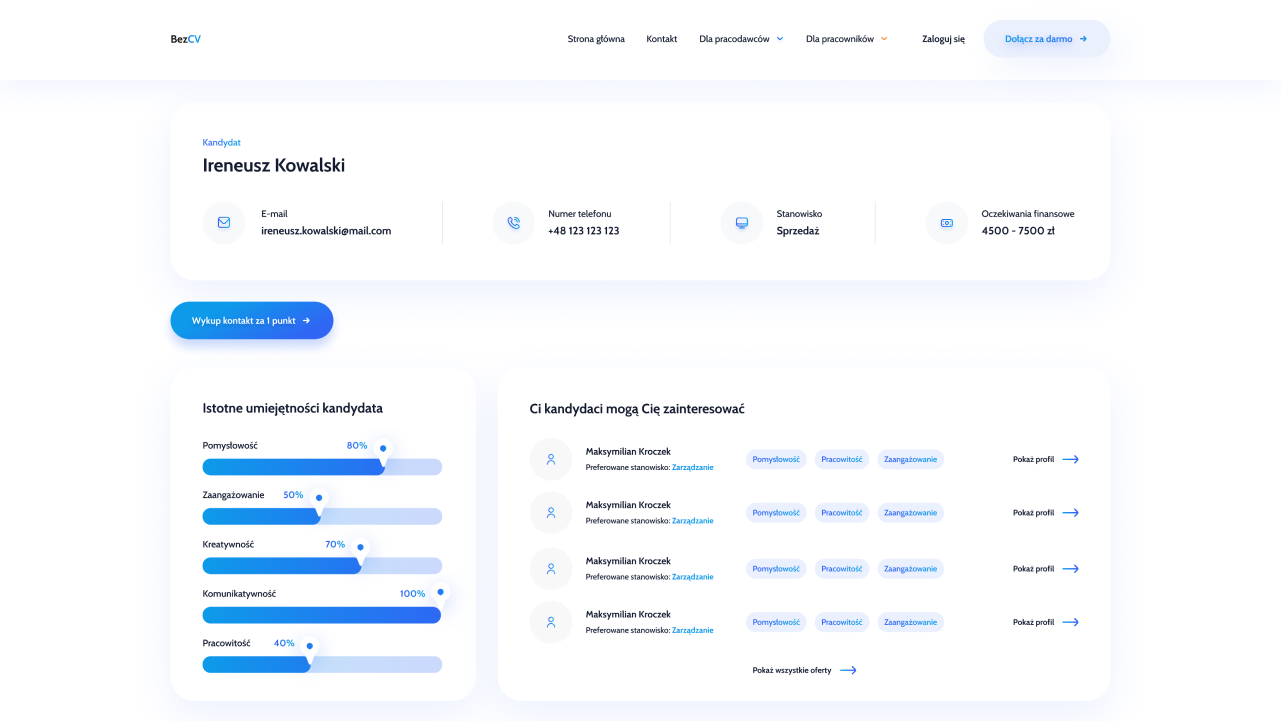 BezCV
Strona główna
Kontakt
Dla pracodawców
Dla pracowników
Zaloguj się
Dołącz za darmo
Kandydat
Ireneusz Kowalski
E-mail
ireneusz.kowalski@mail.com
Numer telefonu
+48 123 123 123
Stanowisko
Sprzedaż
Oczekiwania finansowe
4500 - 7500 zł
Wykup kontakt za 1 punkt
Istotne umiejętności kandydata
Pomysłowość 80%
Zaangażowanie 50%
Kreatywność 70%
Komunikatywność 100%
Pracowitość 40%
Ci kandydaci mogą Cię zainteresować
Maksymilian Kroczek
Preferowane stanowisko: Zarządzanie
Pomysłowość Pracowitość Zaangażowanie
Pokaż profil
Maksymilian Kroczek
Preferowane stanowisko: Zarządzanie
Pomysłowość Pracowitość Zaangażowanie
Pokaż profil
Maksymilian Kroczek
Preferowane stanowisko: Zarządzanie
Pomysłowość Pracowitość Zaangażowanie
Pokaż profil
Maksymilian Kroczek
Preferowane stanowisko: Zarządzanie
Pomysłowość Pracowitość Zaangażowanie
Pokaż profil
Pokaż wszystkie oferty